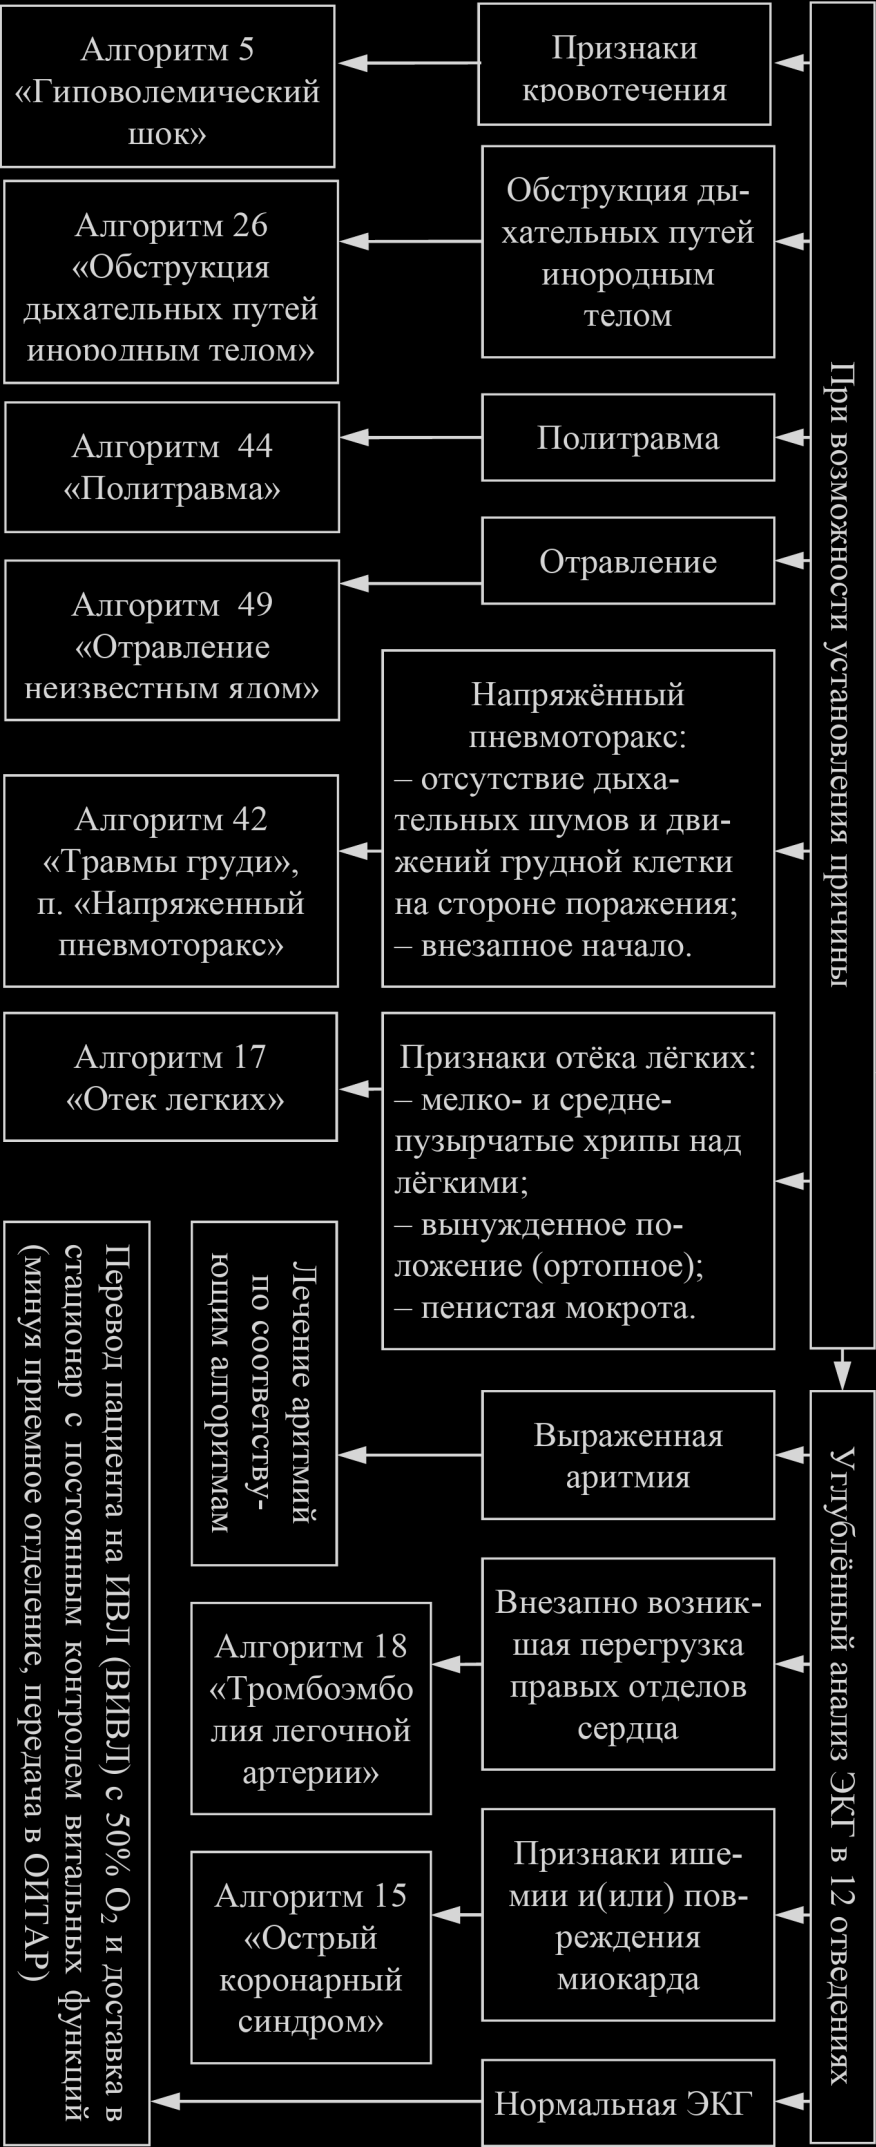 Алгоритм 5
«Гиповолемический
шок»
Признаки
кровотечения
Алгоритм 26
«Обструкция
дыхательных путей
инородным телом»
Обструкция ды-
хательных путей
инородным
телом
Алгоритм 44
«Политравма»
Политравма
Алгоритм 49
«Отравление
неизвестным ядом»
Отравление
Алгоритм 42
«Травмы груди»,
п. «Напряженный
пневмоторакс»
Напряжённый
пневмоторакс:
– отсутствие дыха-
тельных шумов и дви-
жений грудной клетки
на стороне поражения;
– внезапное начало.
Алгоритм 17
«Отек легких»
Признаки отёка лёгких:
– мелко- и средне-
пузырчатые хрипы над
лёгкими;
– вынужденное по-
ложение (ортопное);
– пенистая мокрота.
При возможности установления причины
Лечение аритмий
по соответству-
ющим алгоритмам
Выраженная
аритмия
Алгоритм 18
«Тромбоэмбо
лия легочной
артерии»
Внезапно возник-
шая перегрузка
правых отделов
сердца
Алгоритм 15
«Острый
коронарный
синдром»
Признаки ише-
мии и(или) пов-
реждения
миокарда
Перевод пациента на ИВЛ (ВИВЛ) с 50% O₂ и доставка в
стационар с постоянным контролем витальных функций
(минуя приемное отделение, передача в ОИТАР)
Нормальная ЭКГ
Углублённый анализ ЭКГ в 12 отведениях